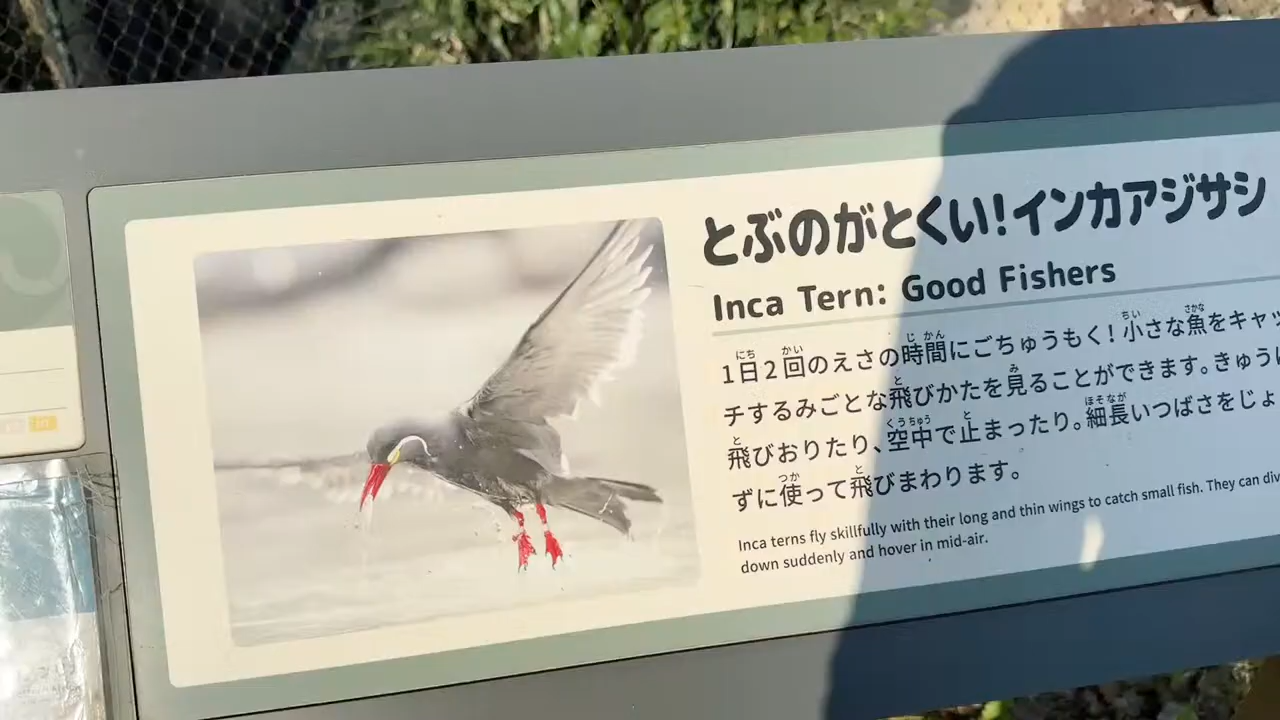 とぶのがとくい!インカアジサシ
Inca Tern: Good Fishers
1日2回のえさの時間にごちゅうもく!小さな魚をキャッ
チするみごとな飛びかたを見ることができます。きゅうに
飛びおりたり、空中で止まったり。細長いつばさをじょ
ずに使って飛びまわります。
Inca terns fly skillfully with their long and thin wings to catch small fish. They can div
down suddenly and hover in mid-air.